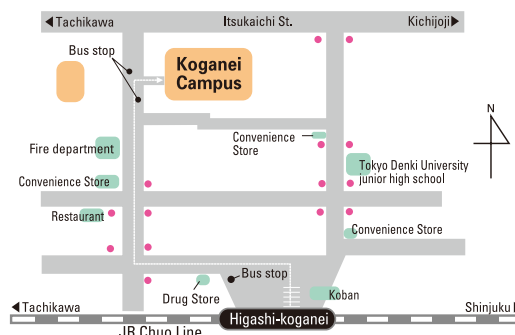 ◀Tachikawa
Itsukaichi St.
Kichijoji▶
Bus stop
Koganei
Campus
N
Convenience
Store
Fire department
Tokyo Denki University
junior high school
Convenience Store
Restaurant
Convenience Store
Bus stop
Drug Store
Koban
◀Tachikawa
Higashi-koganei
Shinjuku
JR Chuo Line